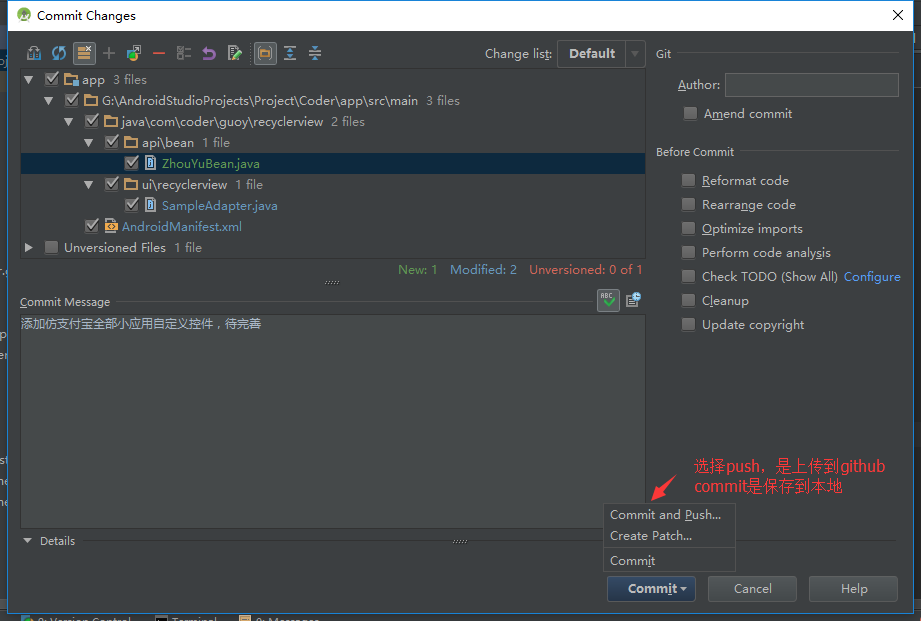 Commit Changes
Change list: Default
Git
app 3 files
G:\AndroidStudioProjects\Project\Coder\app\src\main 3 files
java\com\coder\guoy\recyclerview 2 files
api\bean 1 file
ZhouYuBean.java
ui\recyclerview 1 file
SampleAdapter.java
AndroidManifest.xml
Unversioned Files 1 file
New: 1 Modified: 2 Unversioned: 0 of 1
Author:
Amend commit
Before Commit
Reformat code
Rearrange code
Optimize imports
Perform code analysis
Check TODO (Show All) Configure
Cleanup
Update copyright
Commit Message
ABC
添加仿支付宝全部小应用自定义控件，待完善
选择push，是上传到github
commit是保存到本地
Commit and Push...
Create Patch...
Commit
Details
Commit
Cancel
Help